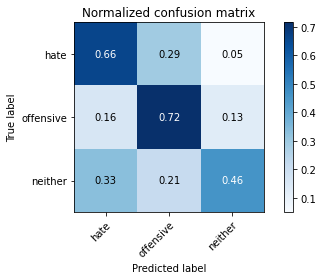 Normalized confusion matrix
True label
hate
0.66 0.29 0.05
offensive
0.16 0.72 0.13
neither
0.33 0.21 0.46
hate
offensive
neither
Predicted label
0.7
0.6
0.5
0.4
0.3
0.2
0.1